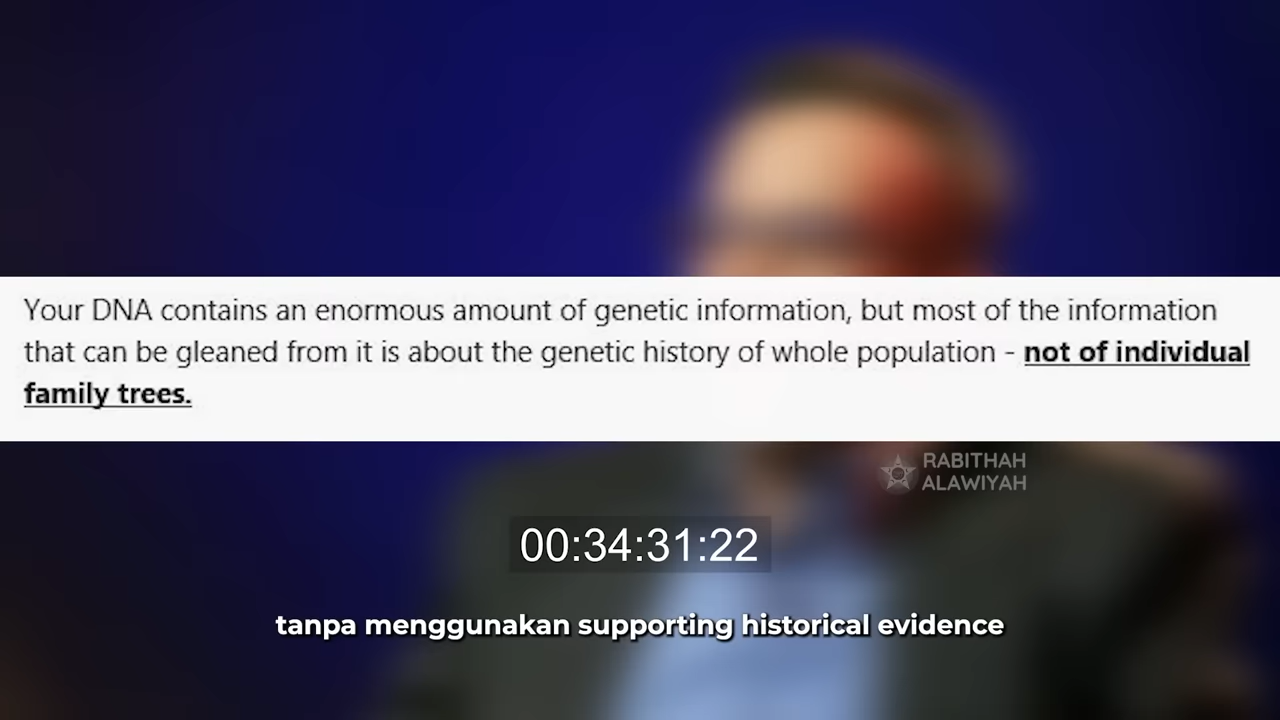 Your DNA contains an enormous amount of genetic information, but most of the information
that can be gleaned from it is about the genetic history of whole population - not of individual
family trees.
RABITHAH
ALAWIYAH
00:34:31:22
tanpa menggunakan supporting historical evidence